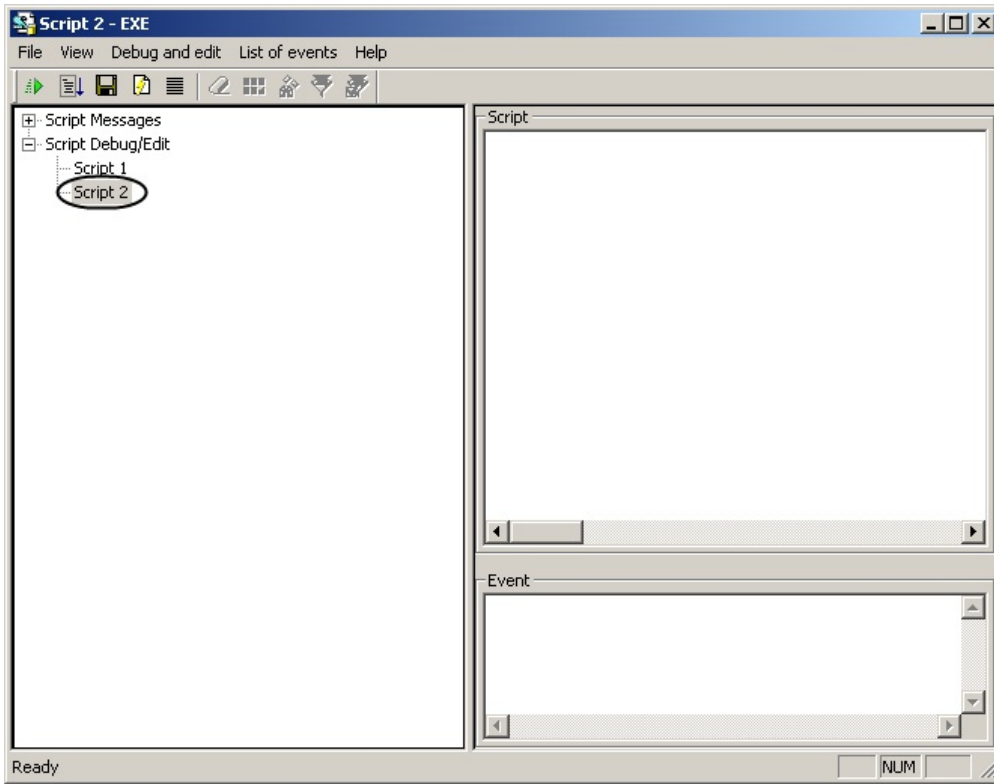 Script 2 - EXE
File View Debug and edit List of events Help
Script Messages
Script Debug/Edit
Script 1
Script 2
Script
Event
Ready
NUM